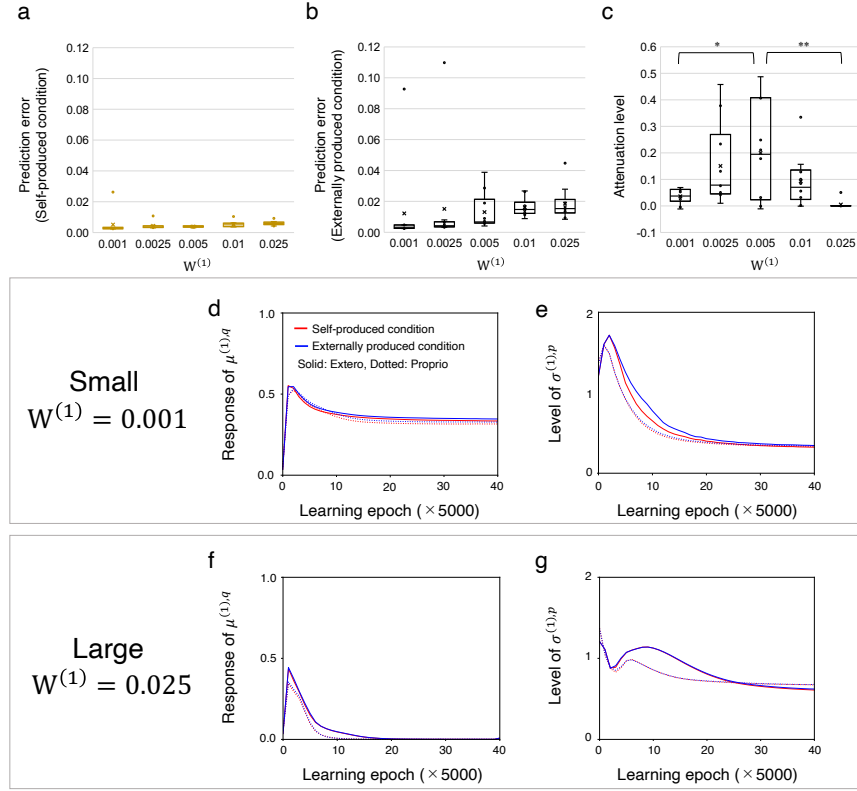 a
b
c
Prediction error
(Self-produced condition)
0.12
0.10
0.08
0.06
0.04
0.02
0.00
0.001 0.0025 0.005 0.01 0.025
W⁽¹⁾
Prediction error
(Externally produced condition)
0.12
0.10
0.08
0.06
0.04
0.02
0.00
0.001 0.0025 0.005 0.01 0.025
W⁽¹⁾
Attenuation level
0.6
0.5
0.4
0.3
0.2
0.1
0.0
-0.1
* **
0.001 0.0025 0.005 0.01 0.025
W⁽¹⁾
Small
W⁽¹⁾ = 0.001
d
Response of μ⁽¹⁾,q
1.0
0.5
0.0
Self-produced condition
Externally produced condition
Solid: Extero, Dotted: Proprio
0 10 20 30 40
Learning epoch (×5000)
e
Level of σ⁽¹⁾,p
2
1
0
0 10 20 30 40
Learning epoch (×5000)
Large
W⁽¹⁾ = 0.025
f
Response of μ⁽¹⁾,q
1.0
0.5
0.0
0 10 20 30 40
Learning epoch (×5000)
g
Level of σ⁽¹⁾,p
2
1
0
0 10 20 30 40
Learning epoch (×5000)